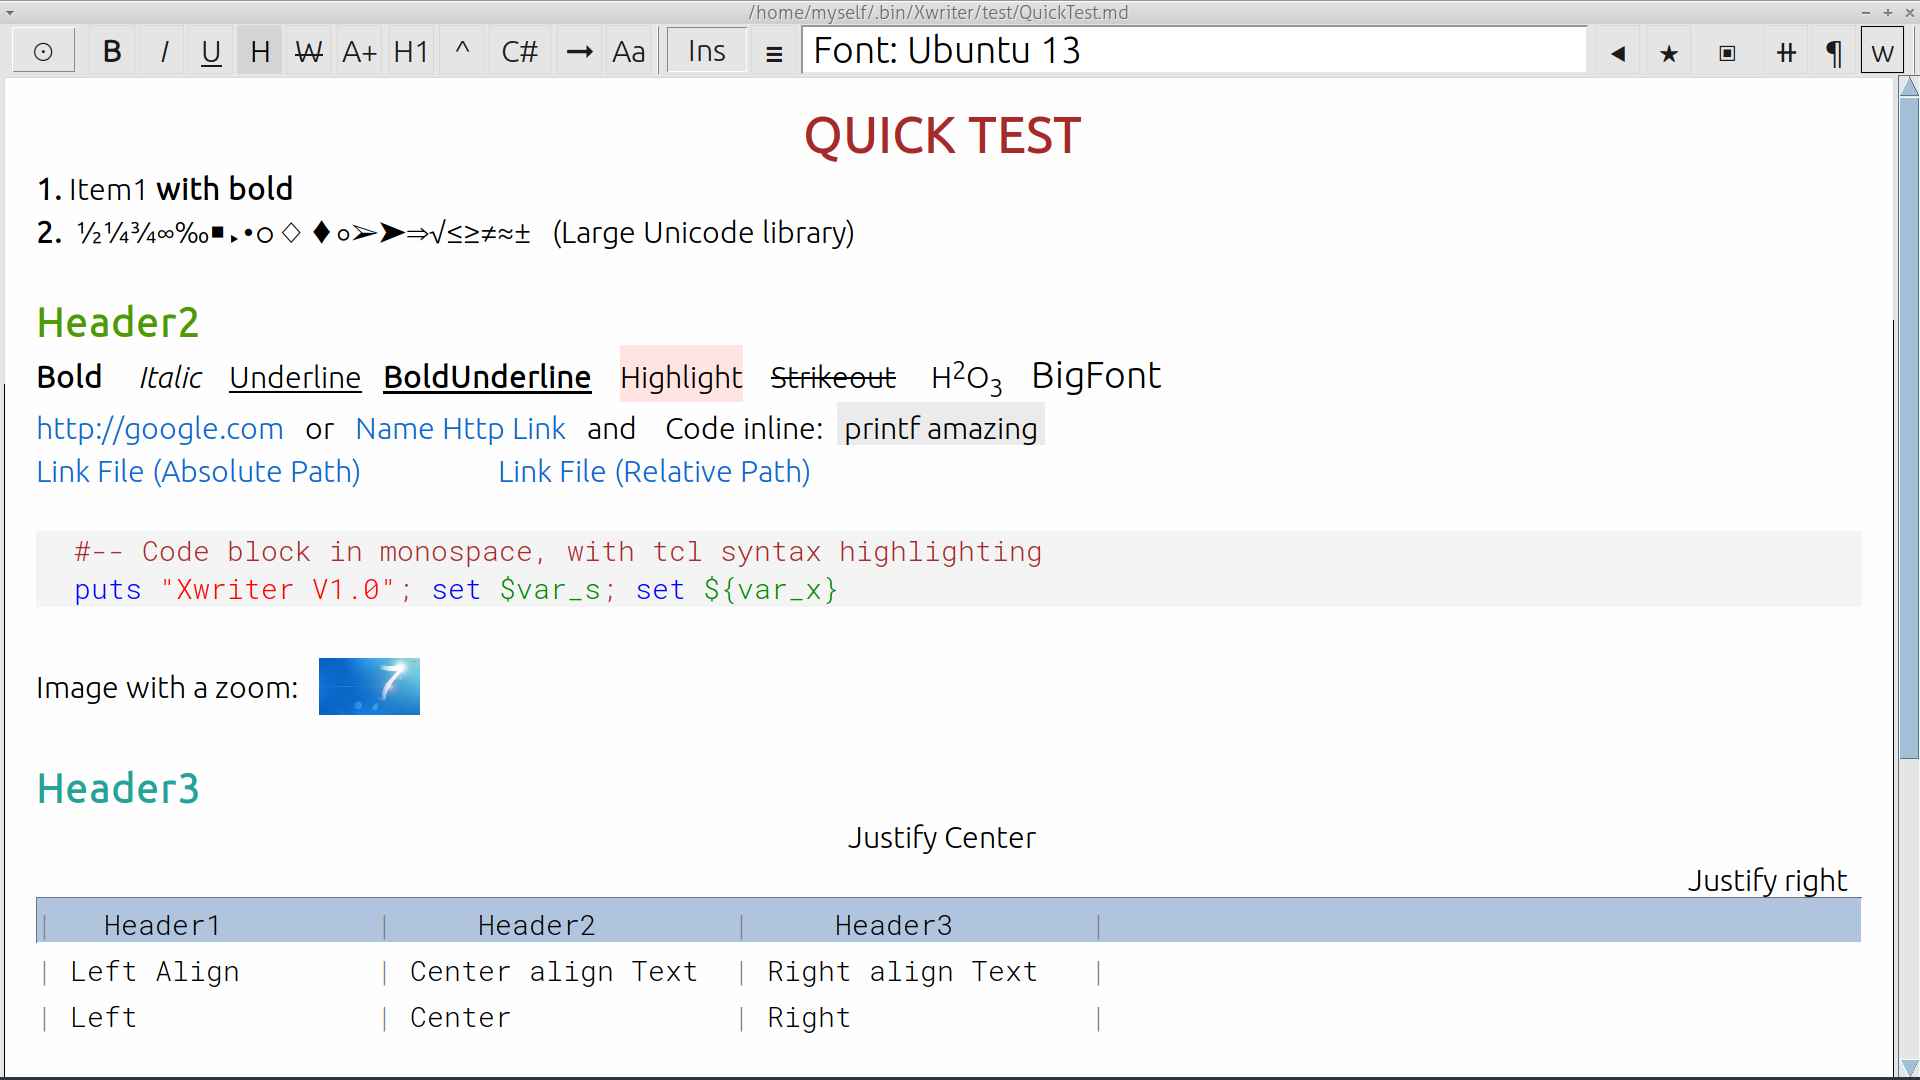 /home/myself/.bin/Xwriter/test/QuickTest.md
⊙ B I U H W A+ H1 ^ C# → Aa Ins ≡ Font: Ubuntu 13 ◂ ★ ▣ ¶ W
QUICK TEST
1. Item1 with bold
2. ½¼¾∞‰■▸•○◇♦∘➢➤⇒√≤≥≠≈± (Large Unicode library)
Header2
Bold Italic Underline BoldUnderline Highlight Strikeout H²O₃ BigFont
http://google.com or Name Http Link and Code inline: printf amazing
Link File (Absolute Path) Link File (Relative Path)
#-- Code block in monospace, with tcl syntax highlighting
puts "Xwriter V1.0"; set $var_s; set ${var_x}
Image with a zoom: 7
Header3
Justify Center
Justify right
| Header1 | Header2 | Header3 |
| Left Align | Center align Text | Right align Text |
| Left | Center | Right |